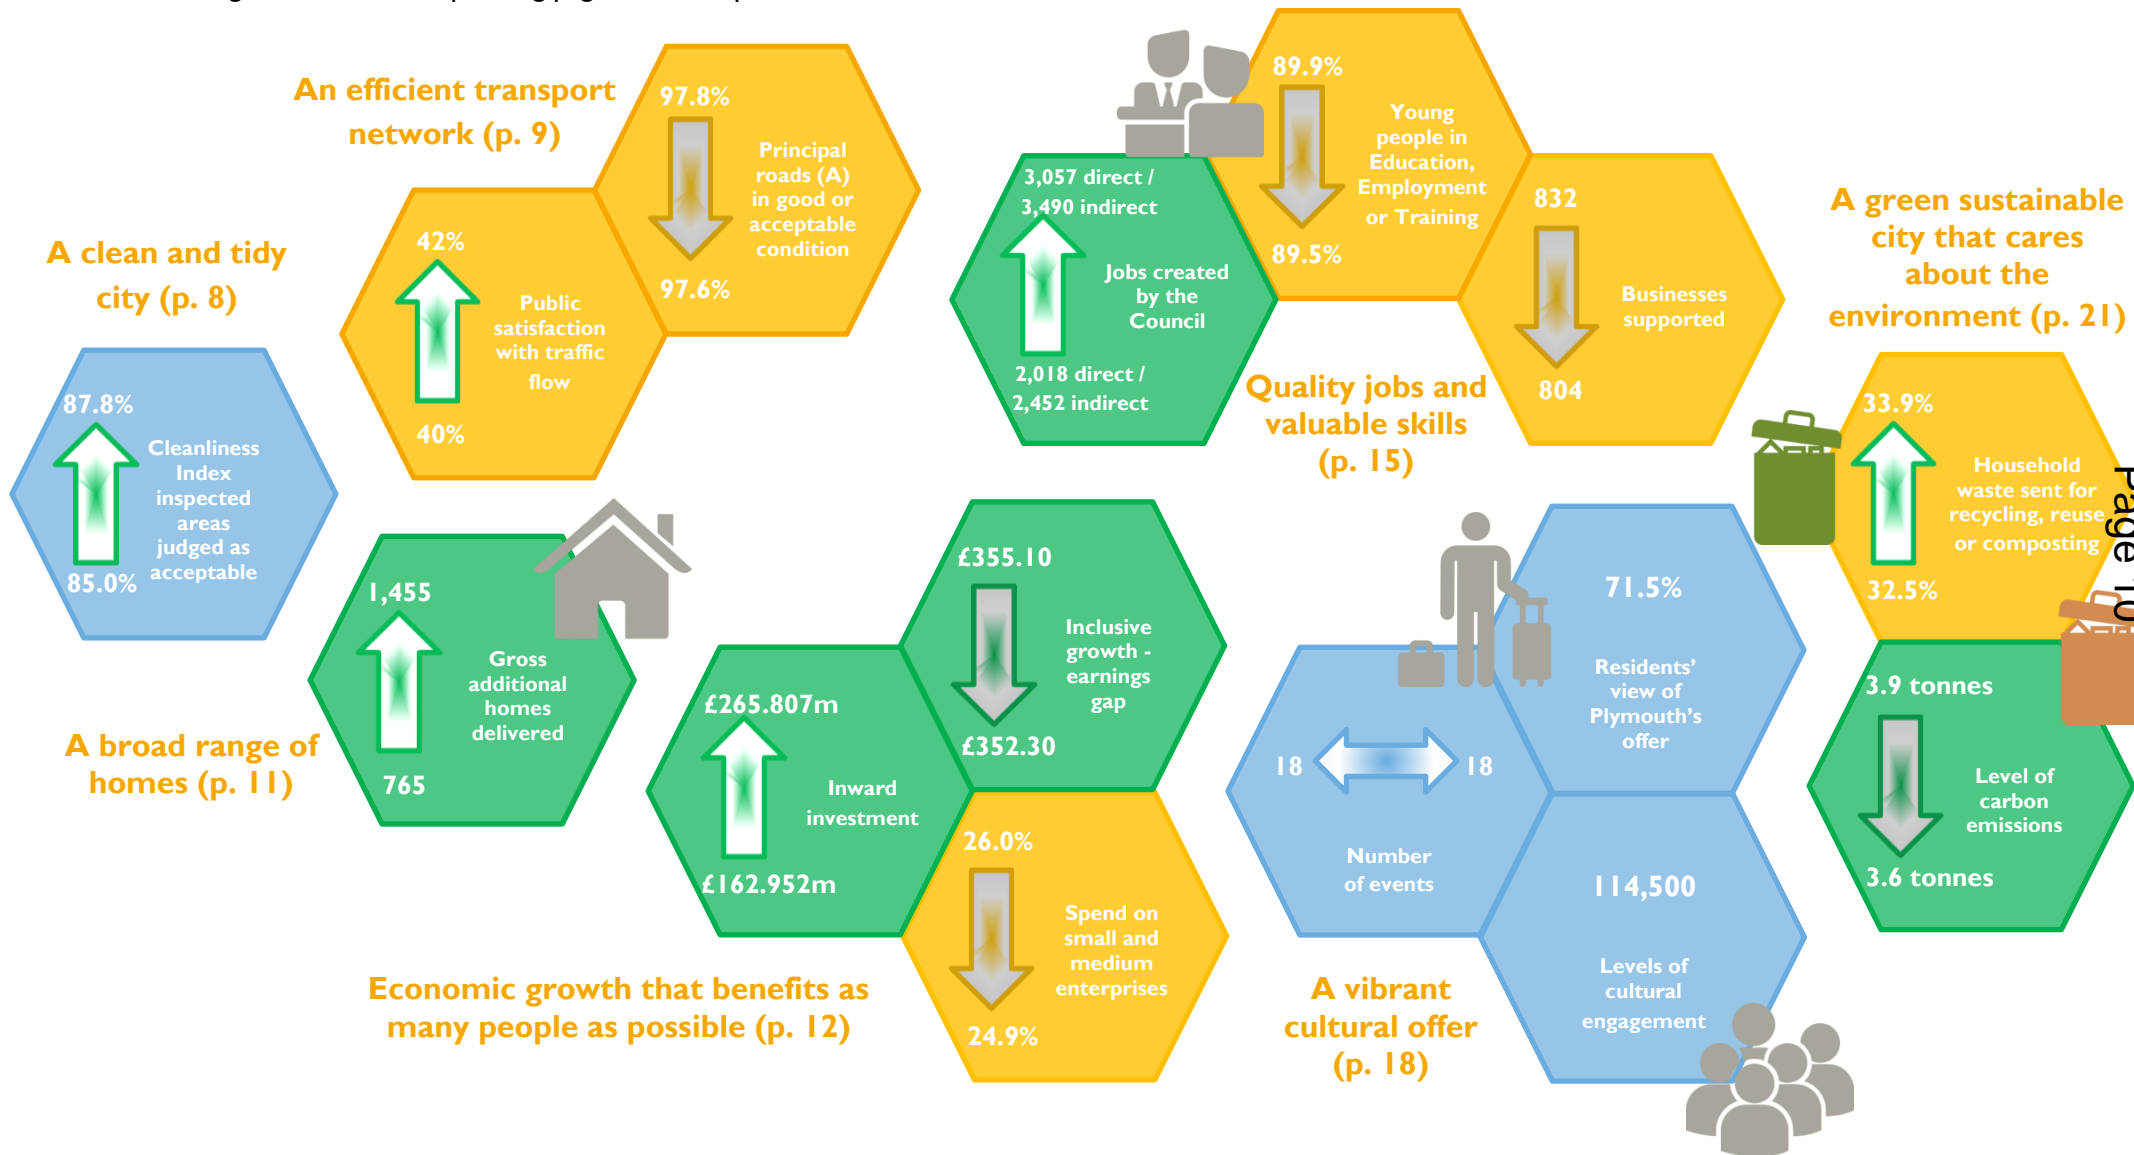 An efficient transport
network (p. 9)
97.8%
Principal
roads (A)
in good or
acceptable
condition
97.6%
42%
Public
satisfaction
with traffic
flow
40%
A clean and tidy
city (p. 8)
87.8%
Cleanliness
Index
inspected
areas
judged as
acceptable
85.0%
1,455
Gross
additional
homes
delivered
765
A broad range of
homes (p. 11)
£355.10
Inclusive
growth -
earnings
gap
£352.30
£265.807m
Inward
investment
£162.952m
26.0%
Spend on
small and
medium
enterprises
24.9%
Economic growth that benefits as
many people as possible (p. 12)
89.9%
Young
people in
Education,
Employment
or Training
89.5%
3,057 direct /
3,490 indirect
Jobs created
by the
Council
2,018 direct /
2,452 indirect
832
Businesses
supported
804
Quality jobs and
valuable skills
(p. 15)
71.5%
Residents’
view of
Plymouth’s
offer
18
18
Number
of events
114,500
Levels of
cultural
engagement
A vibrant
cultural offer
(p. 18)
A green sustainable
city that cares
about the
environment (p. 21)
33.9%
Household
waste sent for
recycling, reuse
or composting
32.5%
3.9 tonnes
Level of
carbon
emissions
3.6 tonnes
Page 10